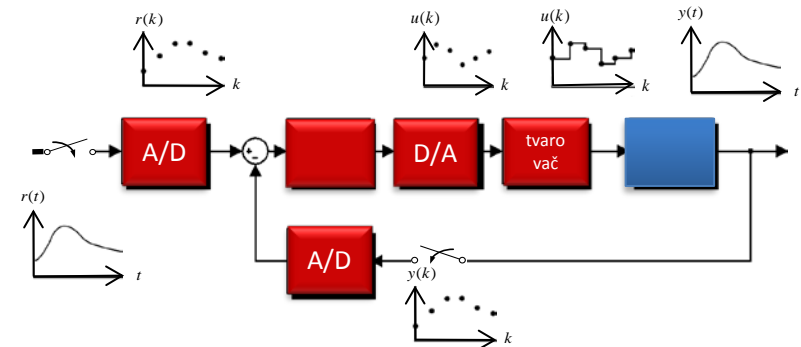 r(k)
k
u(k)
k
u(k)
k
y(t)
t
A/D
+
−
D/A
tvaro
vač
r(t)
t
A/D
y(k)
k